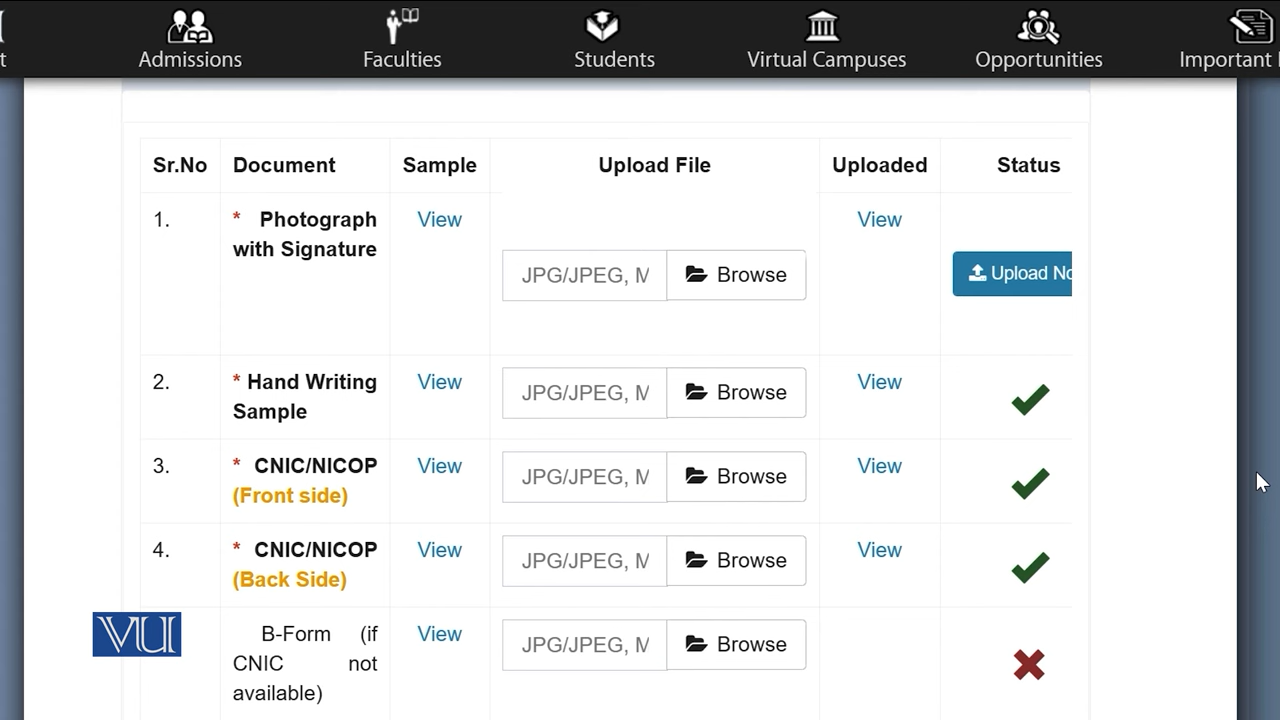 t
Admissions
Faculties
Students
Virtual Campuses
Opportunities
Important
Sr.No
Document
Sample
Upload File
Uploaded
Status
1.
* Photograph
with Signature
View
JPG/JPEG, M
Browse
View
Upload No
2.
* Hand Writing
Sample
View
JPG/JPEG, M
Browse
View
3.
* CNIC/NICOP
(Front side)
View
JPG/JPEG, M
Browse
View
4.
* CNIC/NICOP
(Back Side)
View
JPG/JPEG, M
Browse
View
B-Form (if
CNIC not
available)
View
JPG/JPEG, M
Browse
VU